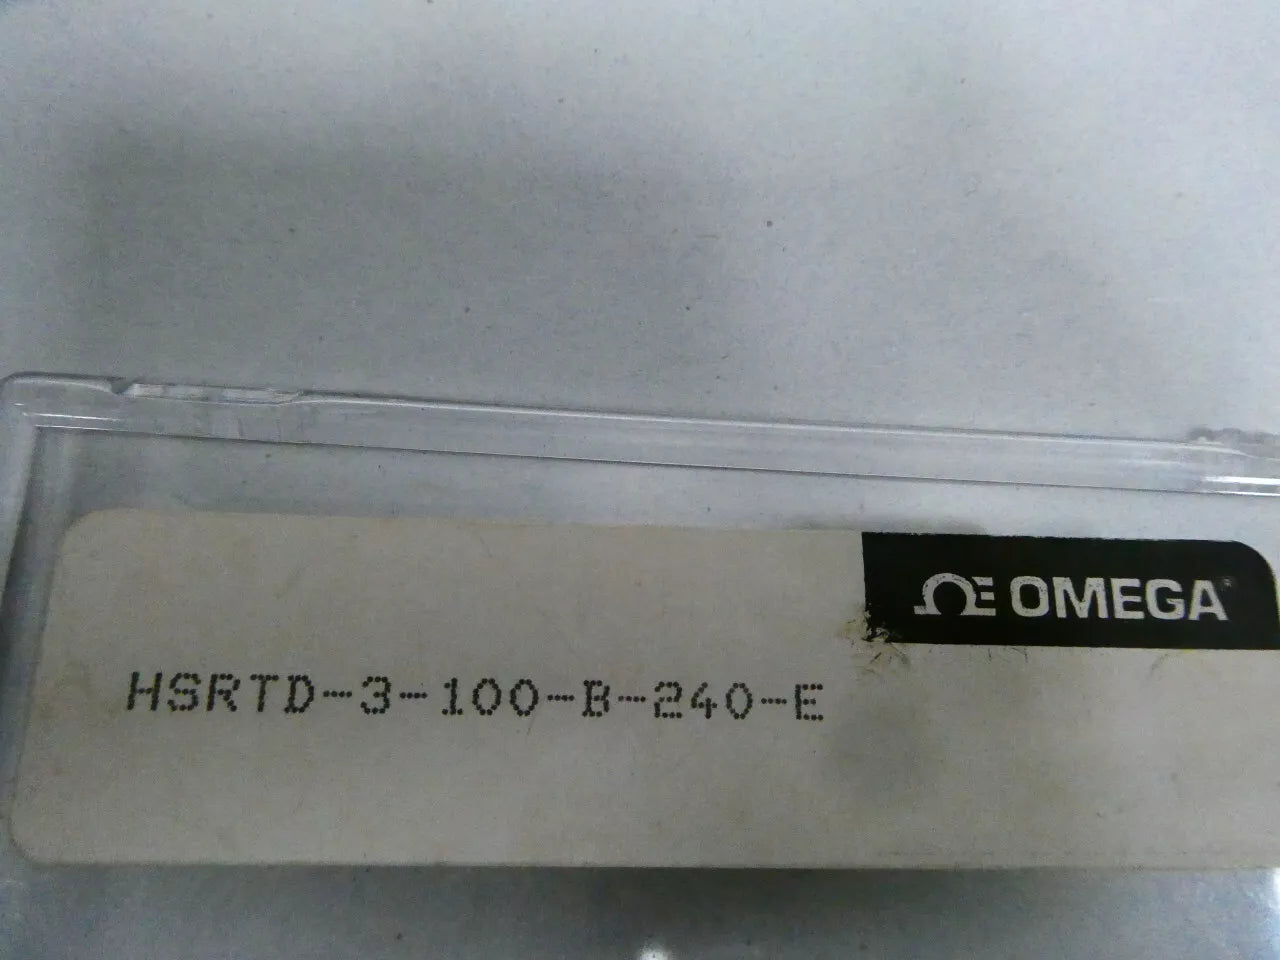 ΩE OMEGA®
HSRTD-3-100-B-240-E